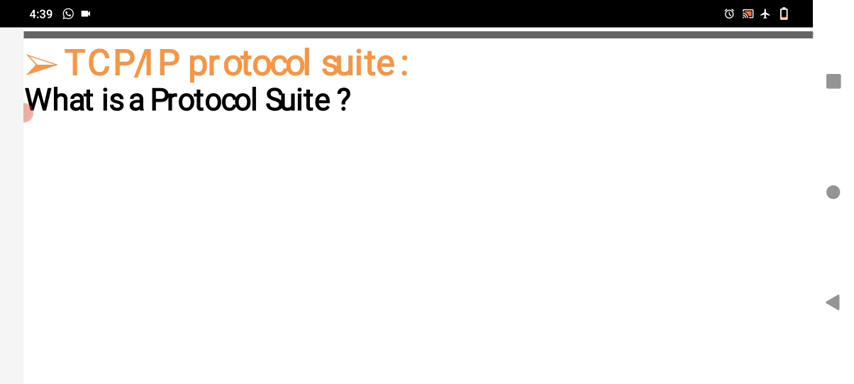 4:39
➢ TCP/IP protocol suite :
What is a Protocol Suite ?